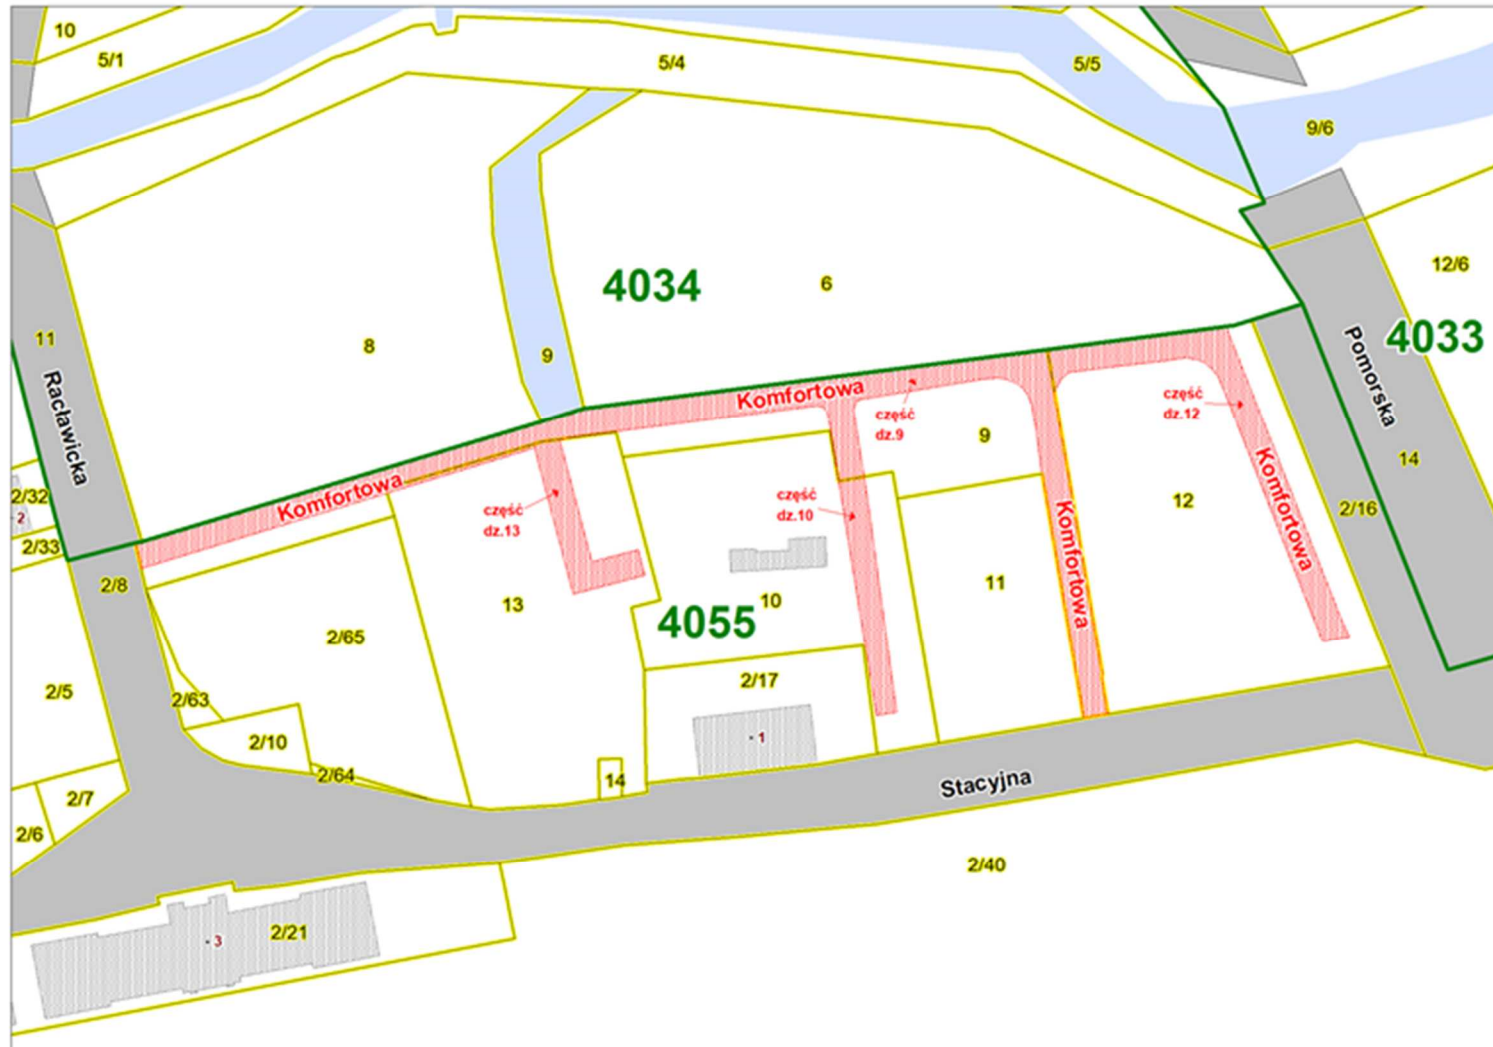 10
5/1
5/4
5/5
9/6
12/6
4034
6
4033
11
Racławicka
8
9
Pomorska
Komfortowa
część
dz.9
część
dz.12
9
14
Komfortowa
2/32
2
2/33
część
dz.13
część
dz.10
12
2/16
Komfortowa
Komfortowa
2/8
13
10
11
4055
2/65
2/5
2/63
2/17
2/10
1
2/64
14
Stacyjna
2/7
2/6
2/40
2/21
3